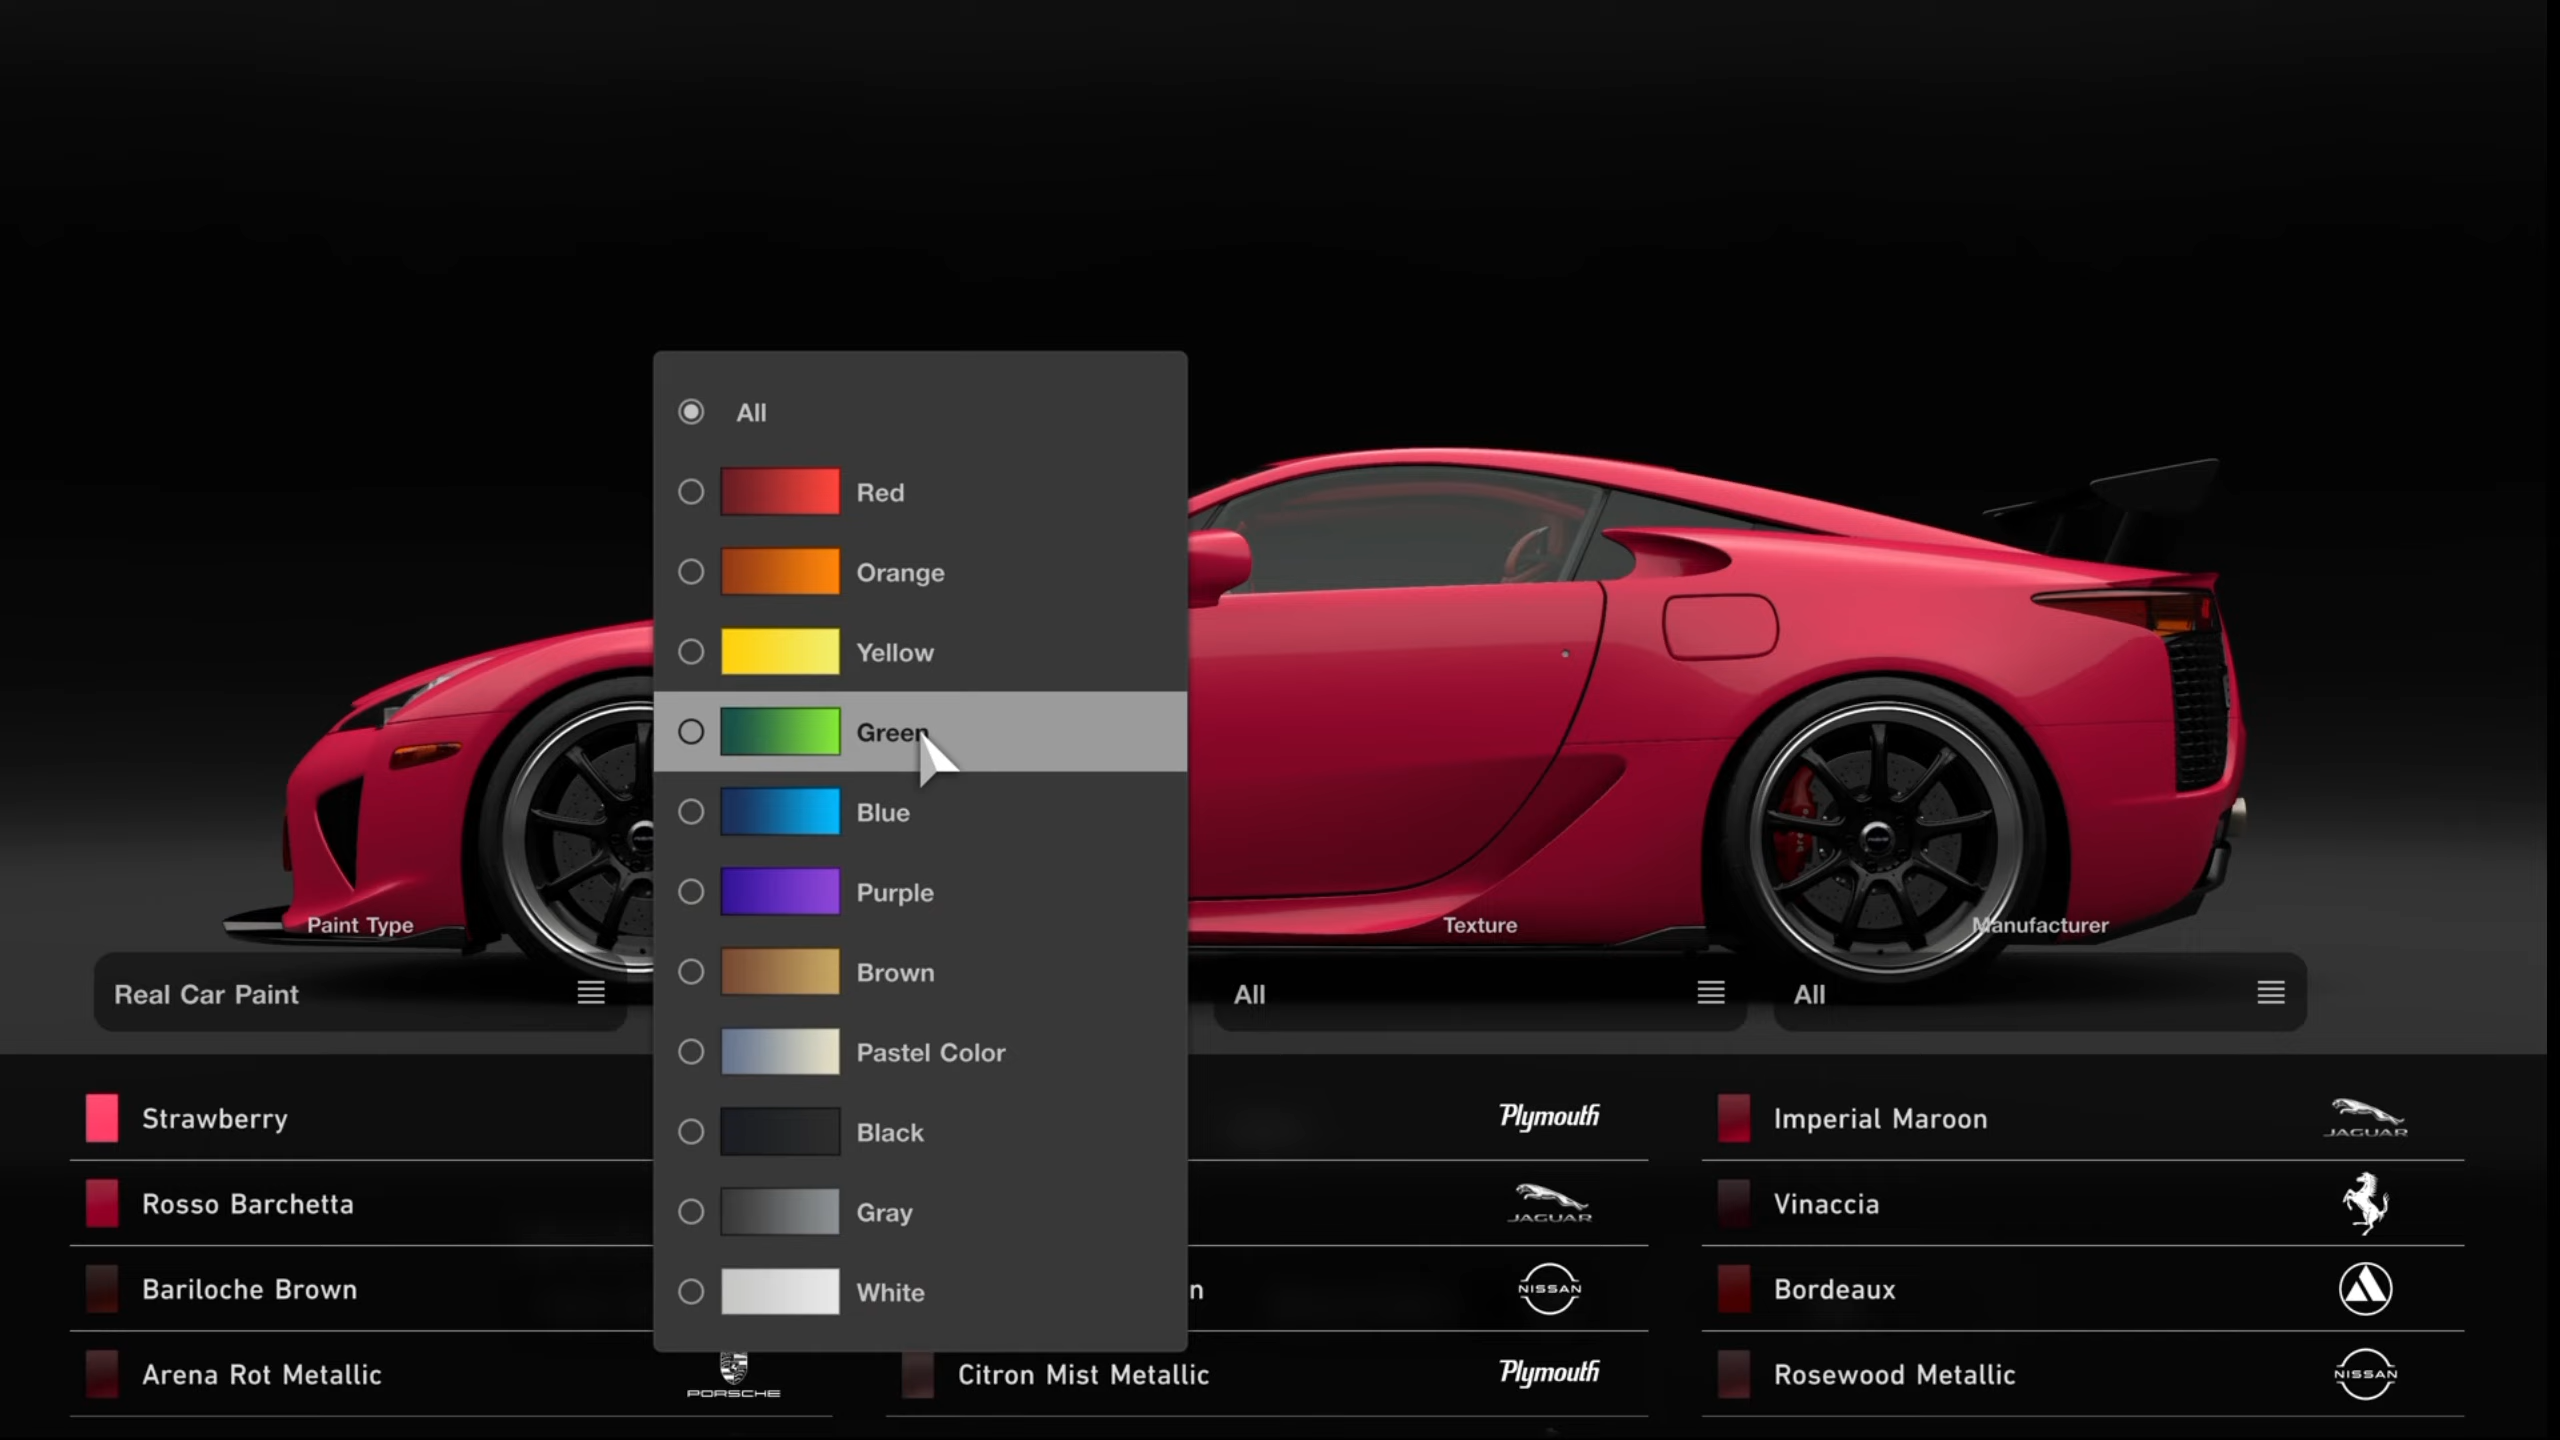 All
Red
Orange
Yellow
Green
Blue
Purple
Brown
Pastel Color
Black
Gray
White
Paint Type
Texture
Manufacturer
Real Car Paint
All
All
Strawberry
Plymouth
Imperial Maroon
JAGUAR
Rosso Barchetta
JAGUAR
Vinaccia
Bariloche Brown
n
NISSAN
Bordeaux
Arena Rot Metallic
PORSCHE
Citron Mist Metallic
Plymouth
Rosewood Metallic
NISSAN